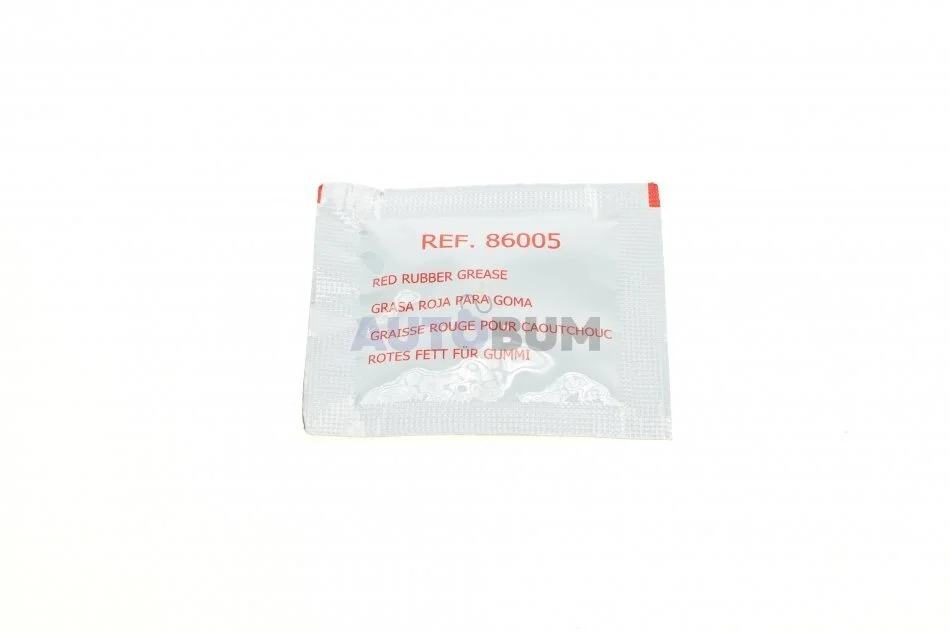 REF. 86005
RED RUBBER GREASE
GRASA ROJA PARA GOMA
AUTOBUM
GRAISSE ROUGE POUR CAOUTCHOUC
ROTES FETT FÜR GUMMI